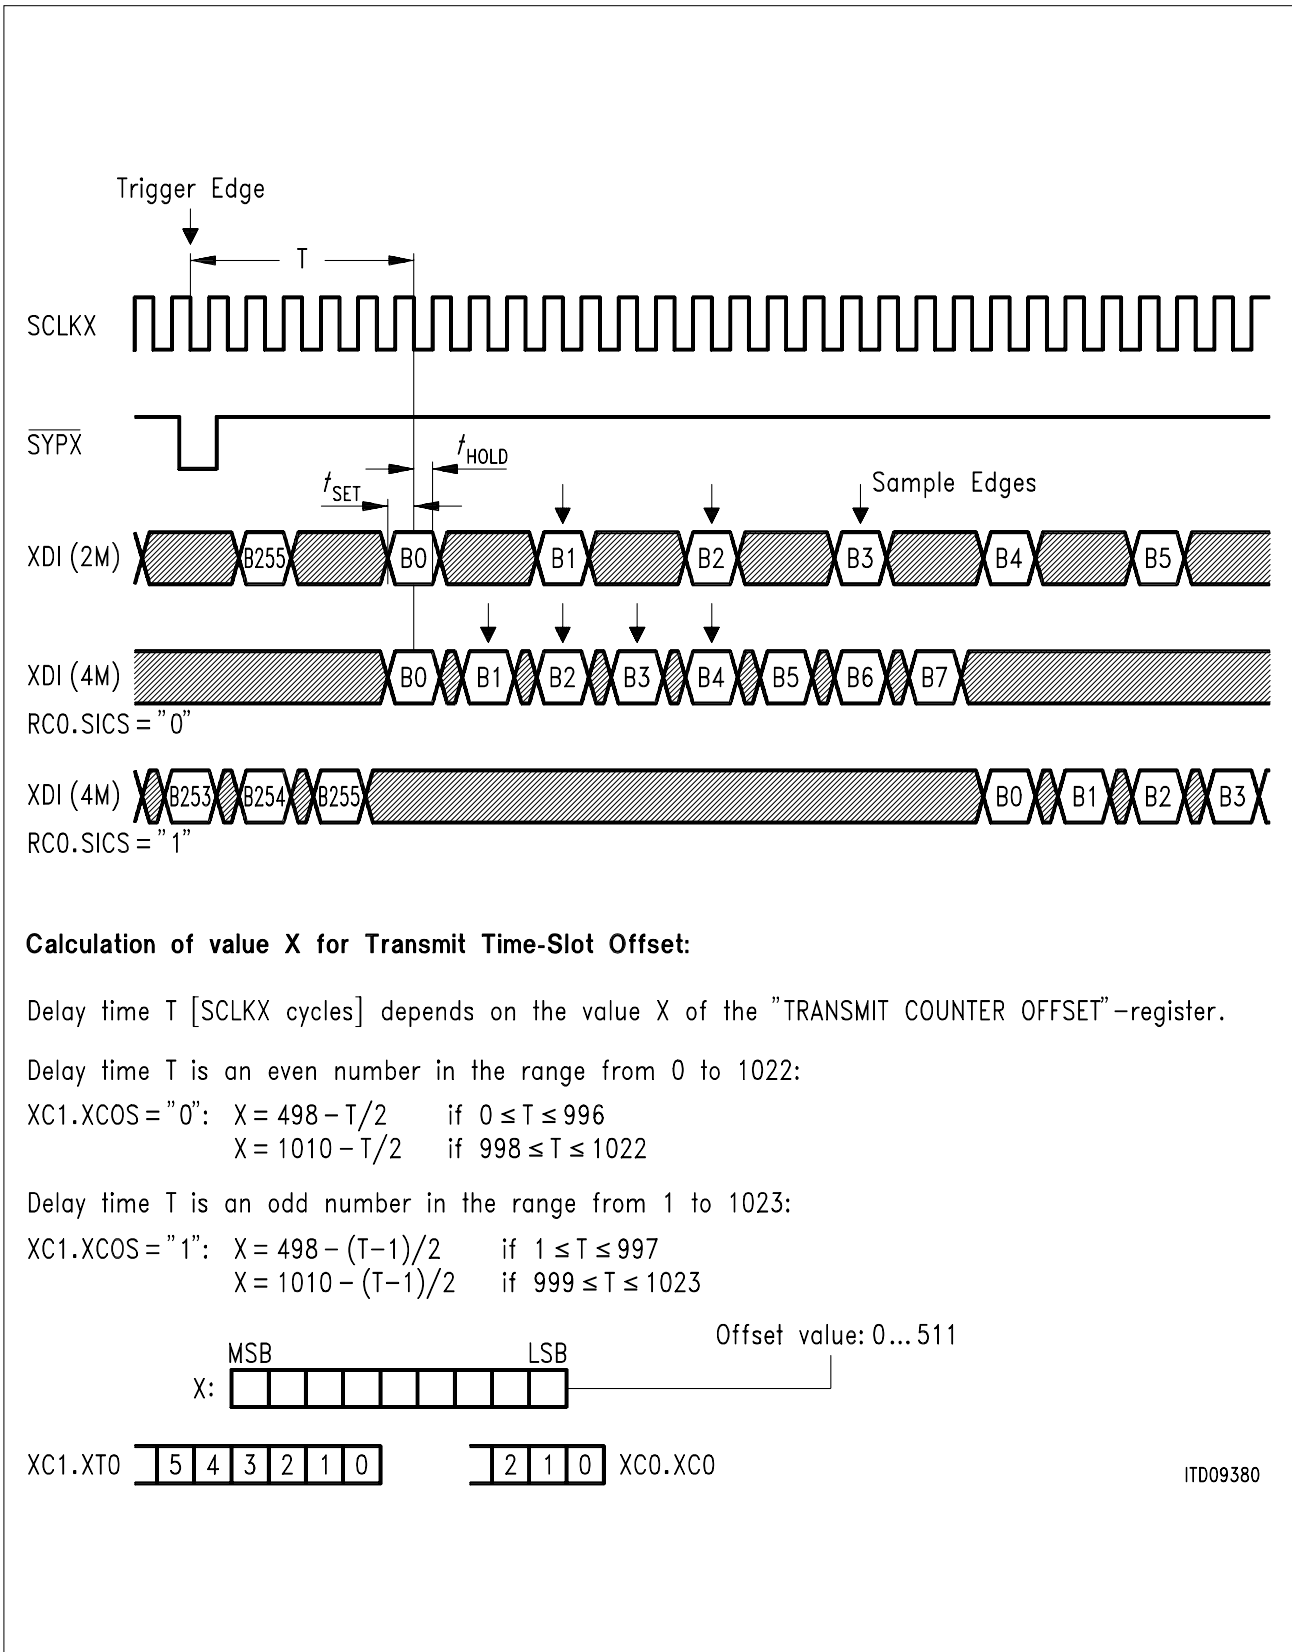 Trigger Edge
T
SCLKX
SYPX
tHOLD
tSET
Sample Edges
XDI (2M) B255 B0 B1 B2 B3 B4 B5
XDI (4M) B0 B1 B2 B3 B4 B5 B6 B7
RC0.SICS = "0"
XDI (4M) B253 B254 B255 B0 B1 B2 B3
RC0.SICS = "1"
Calculation of value X for Transmit Time-Slot Offset:
Delay time T [SCLKX cycles] depends on the value X of the "TRANSMIT COUNTER OFFSET"-register.
Delay time T is an even number in the range from 0 to 1022:
XC1.XCOS = "0": X = 498 – T/2 if 0 ≤ T ≤ 996
X = 1010 – T/2 if 998 ≤ T ≤ 1022
Delay time T is an odd number in the range from 1 to 1023:
XC1.XCOS = "1": X = 498 – (T–1)/2 if 1 ≤ T ≤ 997
X = 1010 – (T–1)/2 if 999 ≤ T ≤ 1023
Offset value: 0...511
MSB LSB
X:
XC1.XTO 5 4 3 2 1 0 2 1 0 XC0.XCO
ITD09380